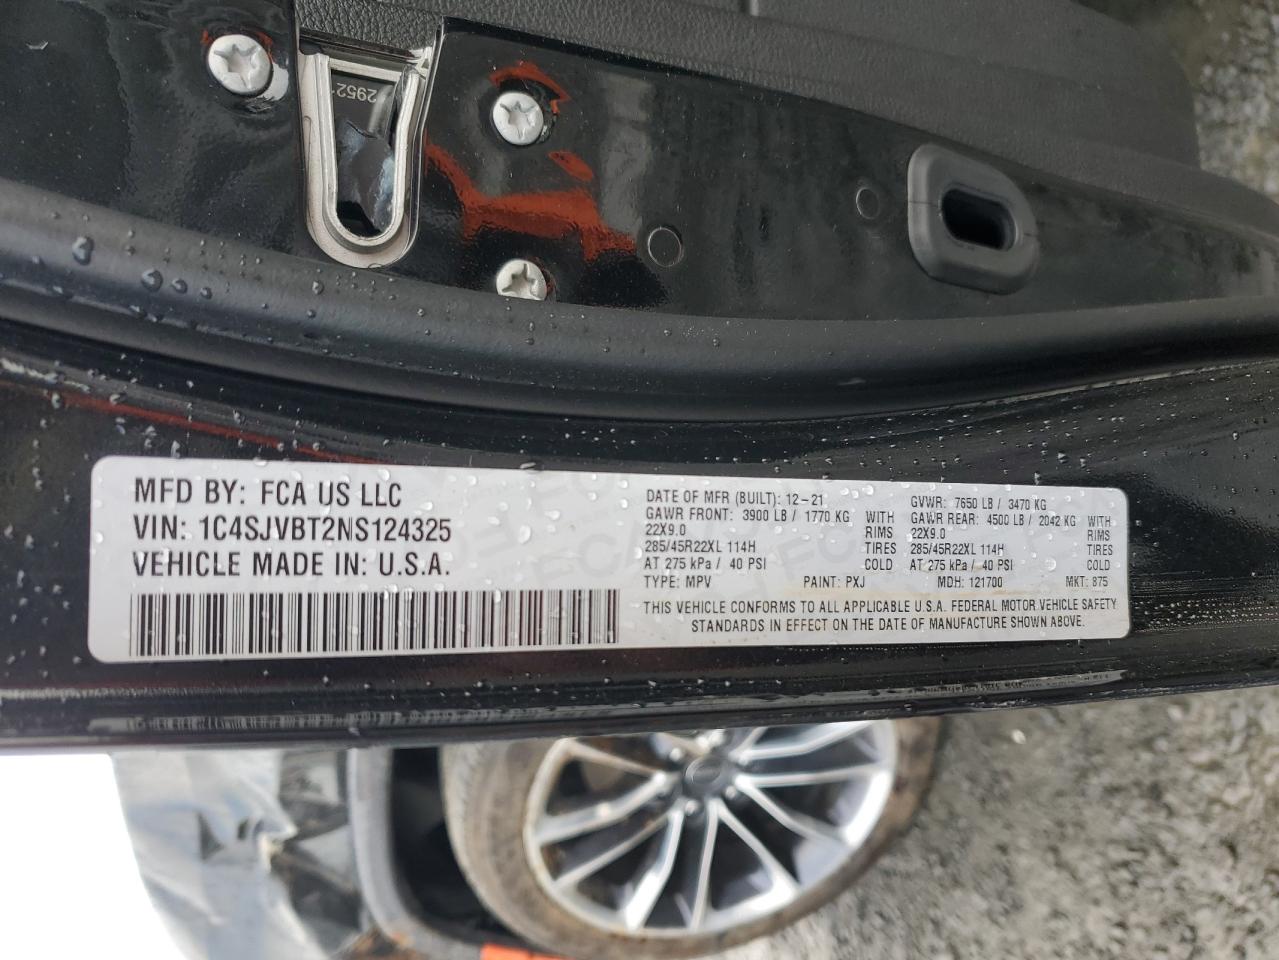 2952
MFD BY: FCA US LLC
VIN: 1C4SJVBT2NS124325
VEHICLE MADE IN: U.S.A.
DATE OF MFR (BUILT): 12-21 GVWR: 7650 LB / 3470 KG
GAWR FRONT: 3900 LB / 1770 KG WITH GAWR REAR: 4500 LB / 2042 KG WITH
22X9.0 RIMS 22X9.0 RIMS
285/45R22XL 114H TIRES 285/45R22XL 114H TIRES
AT 275 kPa / 40 PSI COLD AT 275 kPa / 40 PSI COLD
TYPE: MPV PAINT: PXJ MDH: 121700 MKT: 875
THIS VEHICLE CONFORMS TO ALL APPLICABLE U.S.A. FEDERAL MOTOR VEHICLE SAFETY
STANDARDS IN EFFECT ON THE DATE OF MANUFACTURE SHOWN ABOVE.